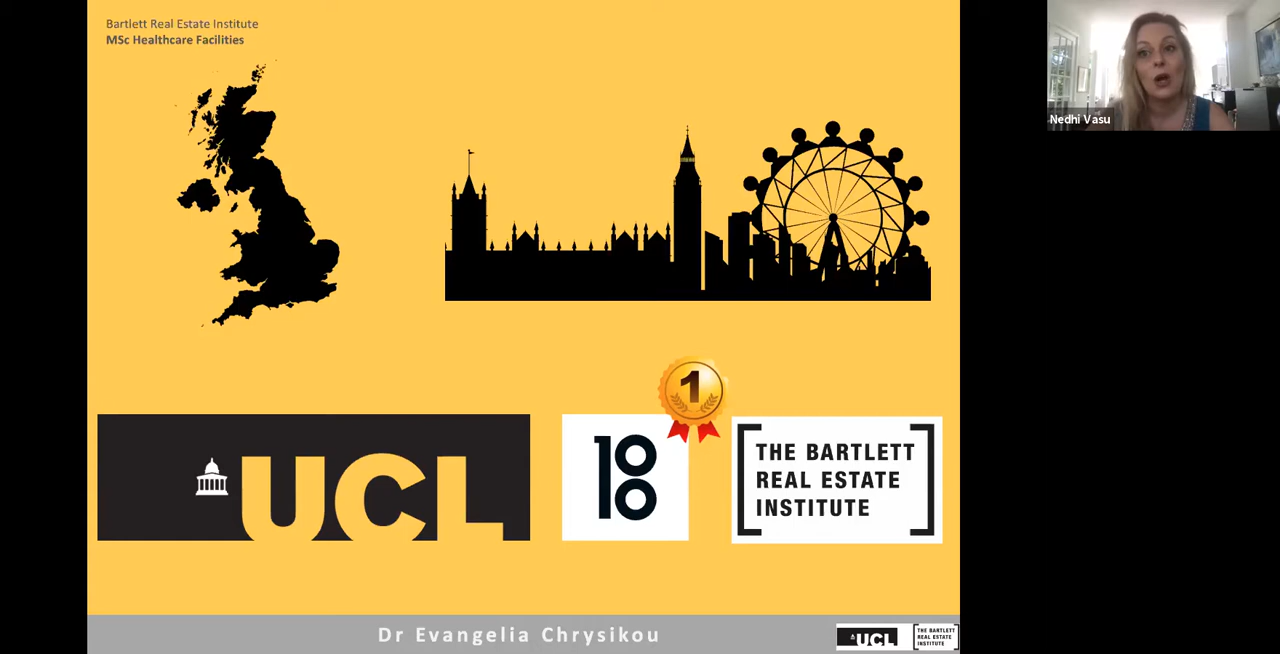 Bartlett Real Estate Institute
MSc Healthcare Facilities
Nedhi Vasu
1
UCL
100
THE BARTLETT
REAL ESTATE
INSTITUTE
Dr Evangelia Chrysikou
UCL
THE BARTLETT
REAL ESTATE
INSTITUTE